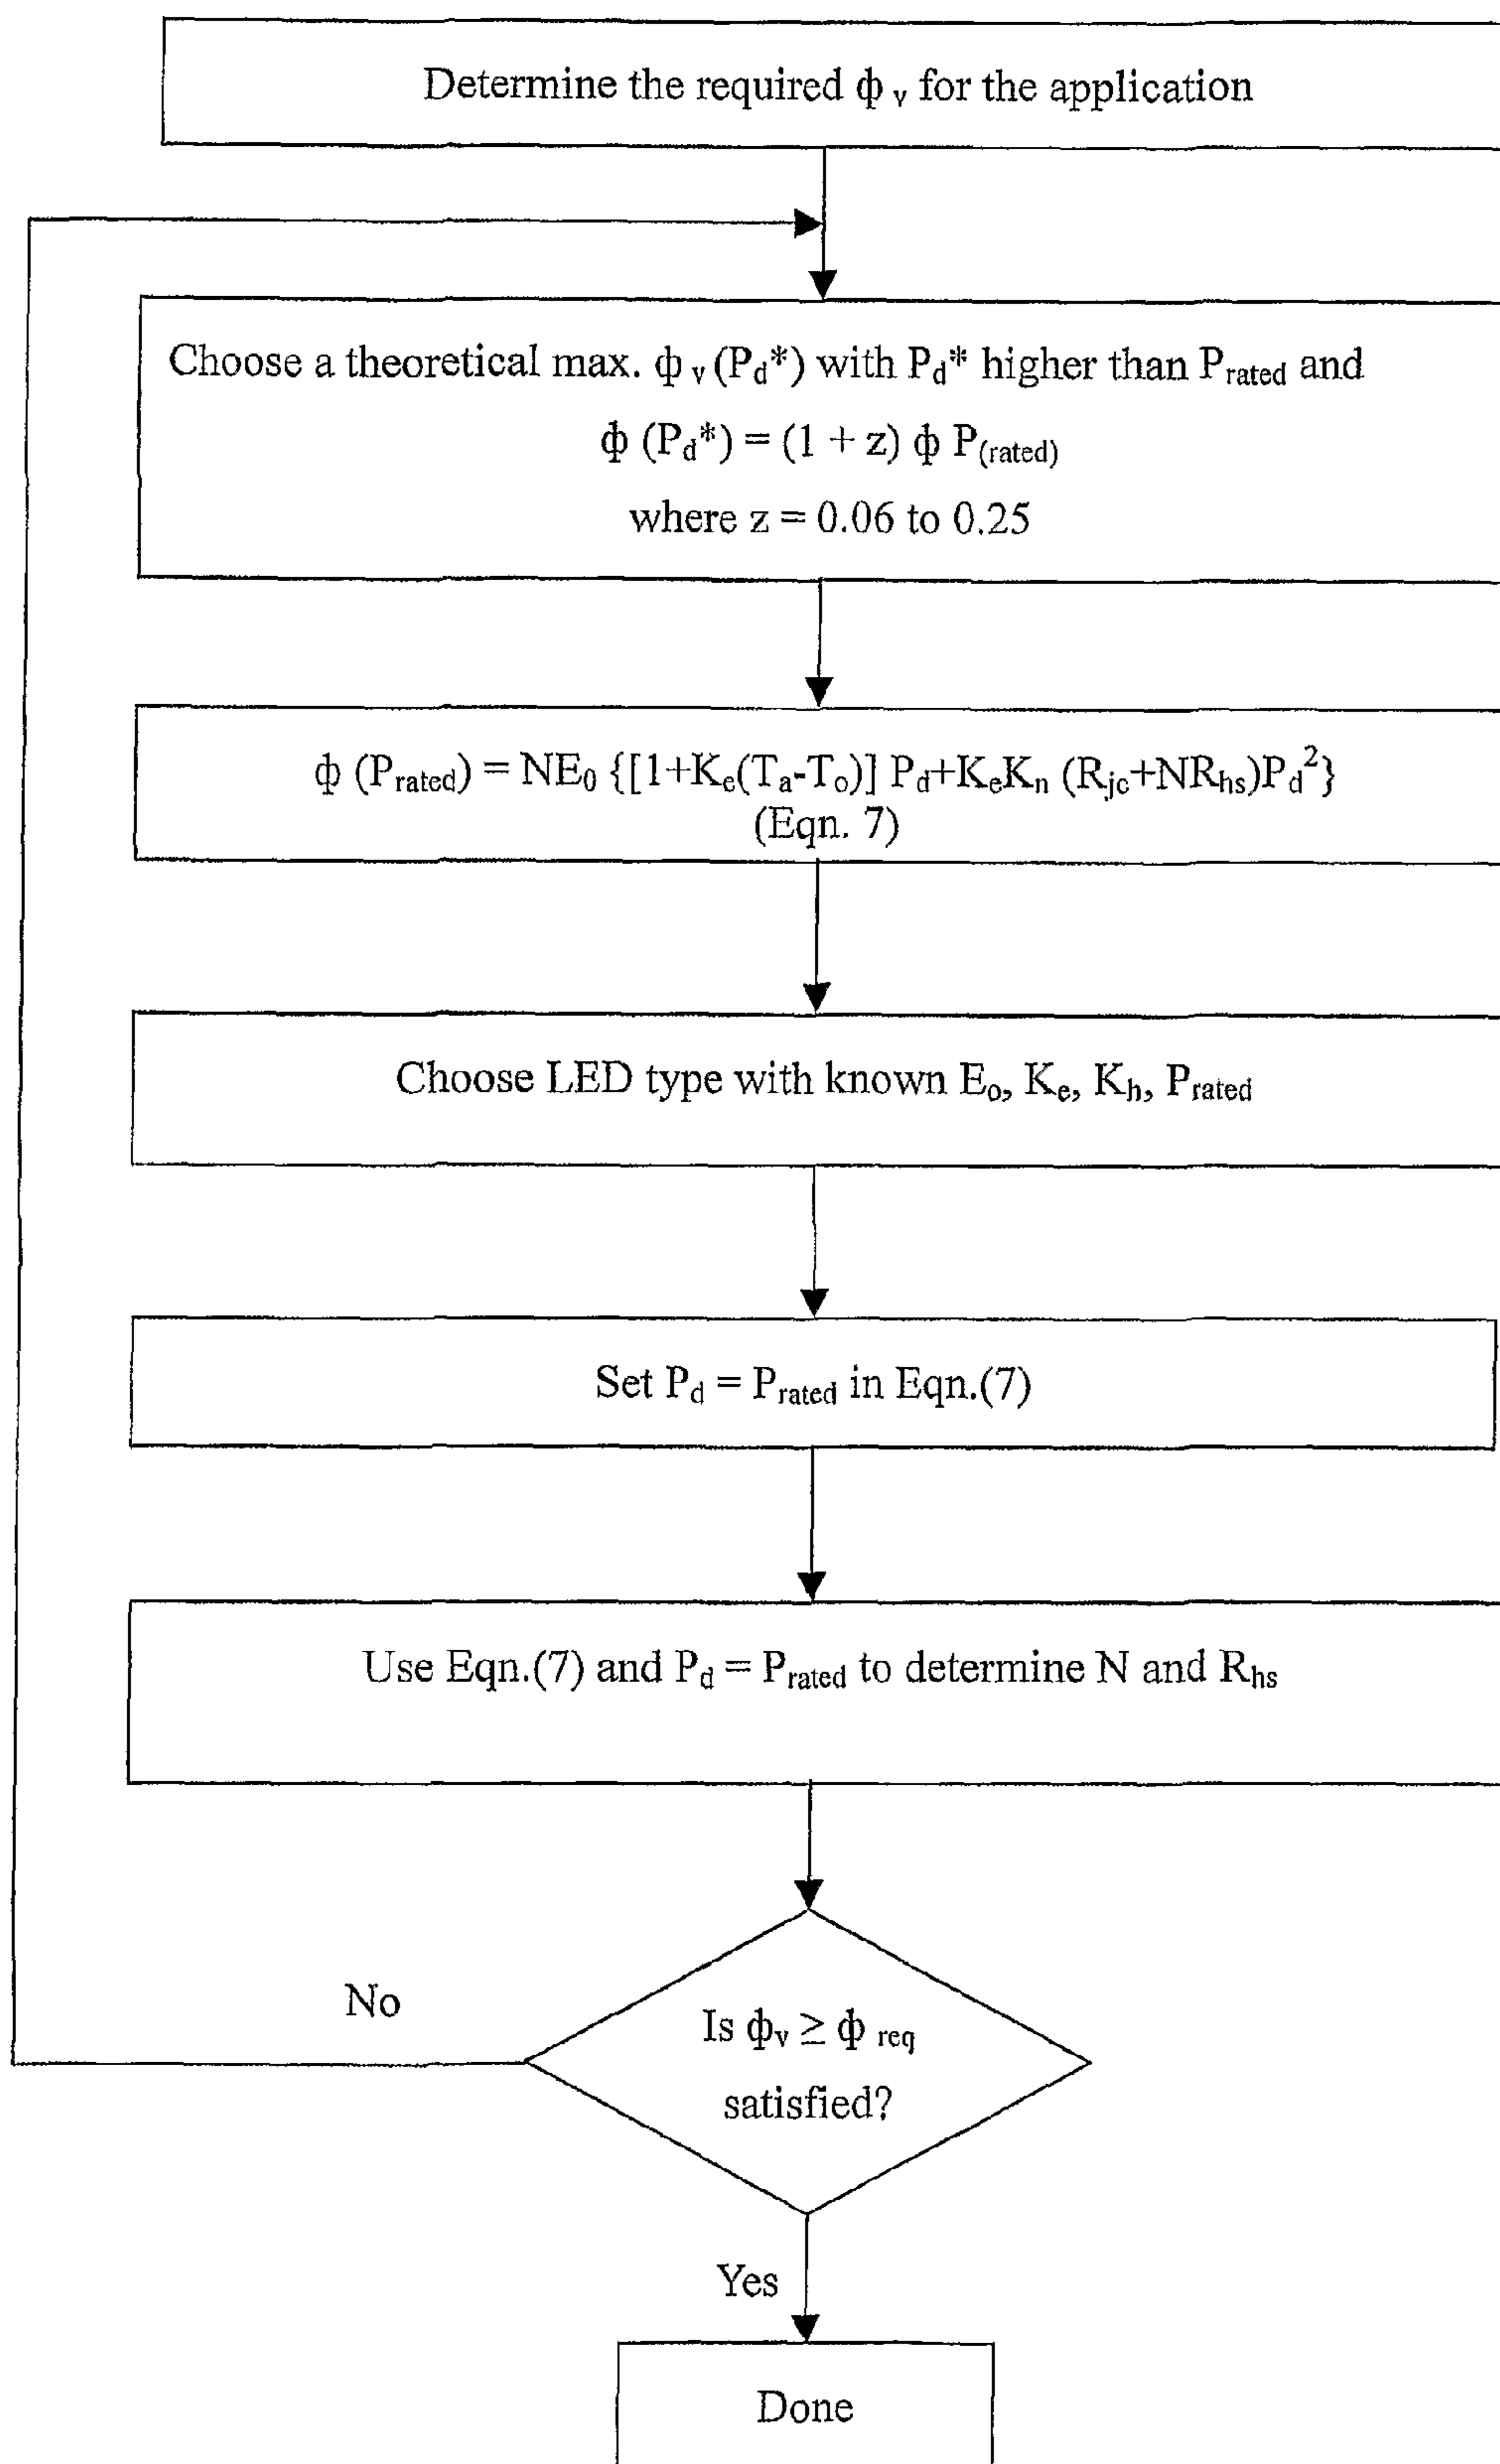 Determine the required ϕ v for the application
Choose a theoretical max. ϕ v (Pd*) with Pd* higher than Prated and
ϕ (Pd*) = (1 + z) ϕ P(rated)
where z = 0.06 to 0.25
ϕ (Prated) = NE0 {[1+Ke(Ta-To)] Pd+KeKn (Rjc+NRhs)Pd²}
(Eqn. 7)
Choose LED type with known Eo, Ke, Kh, Prated
Set Pd = Prated in Eqn.(7)
Use Eqn.(7) and Pd = Prated to determine N and Rhs
No
Is ϕv ≥ ϕ req
satisfied?
Yes
Done